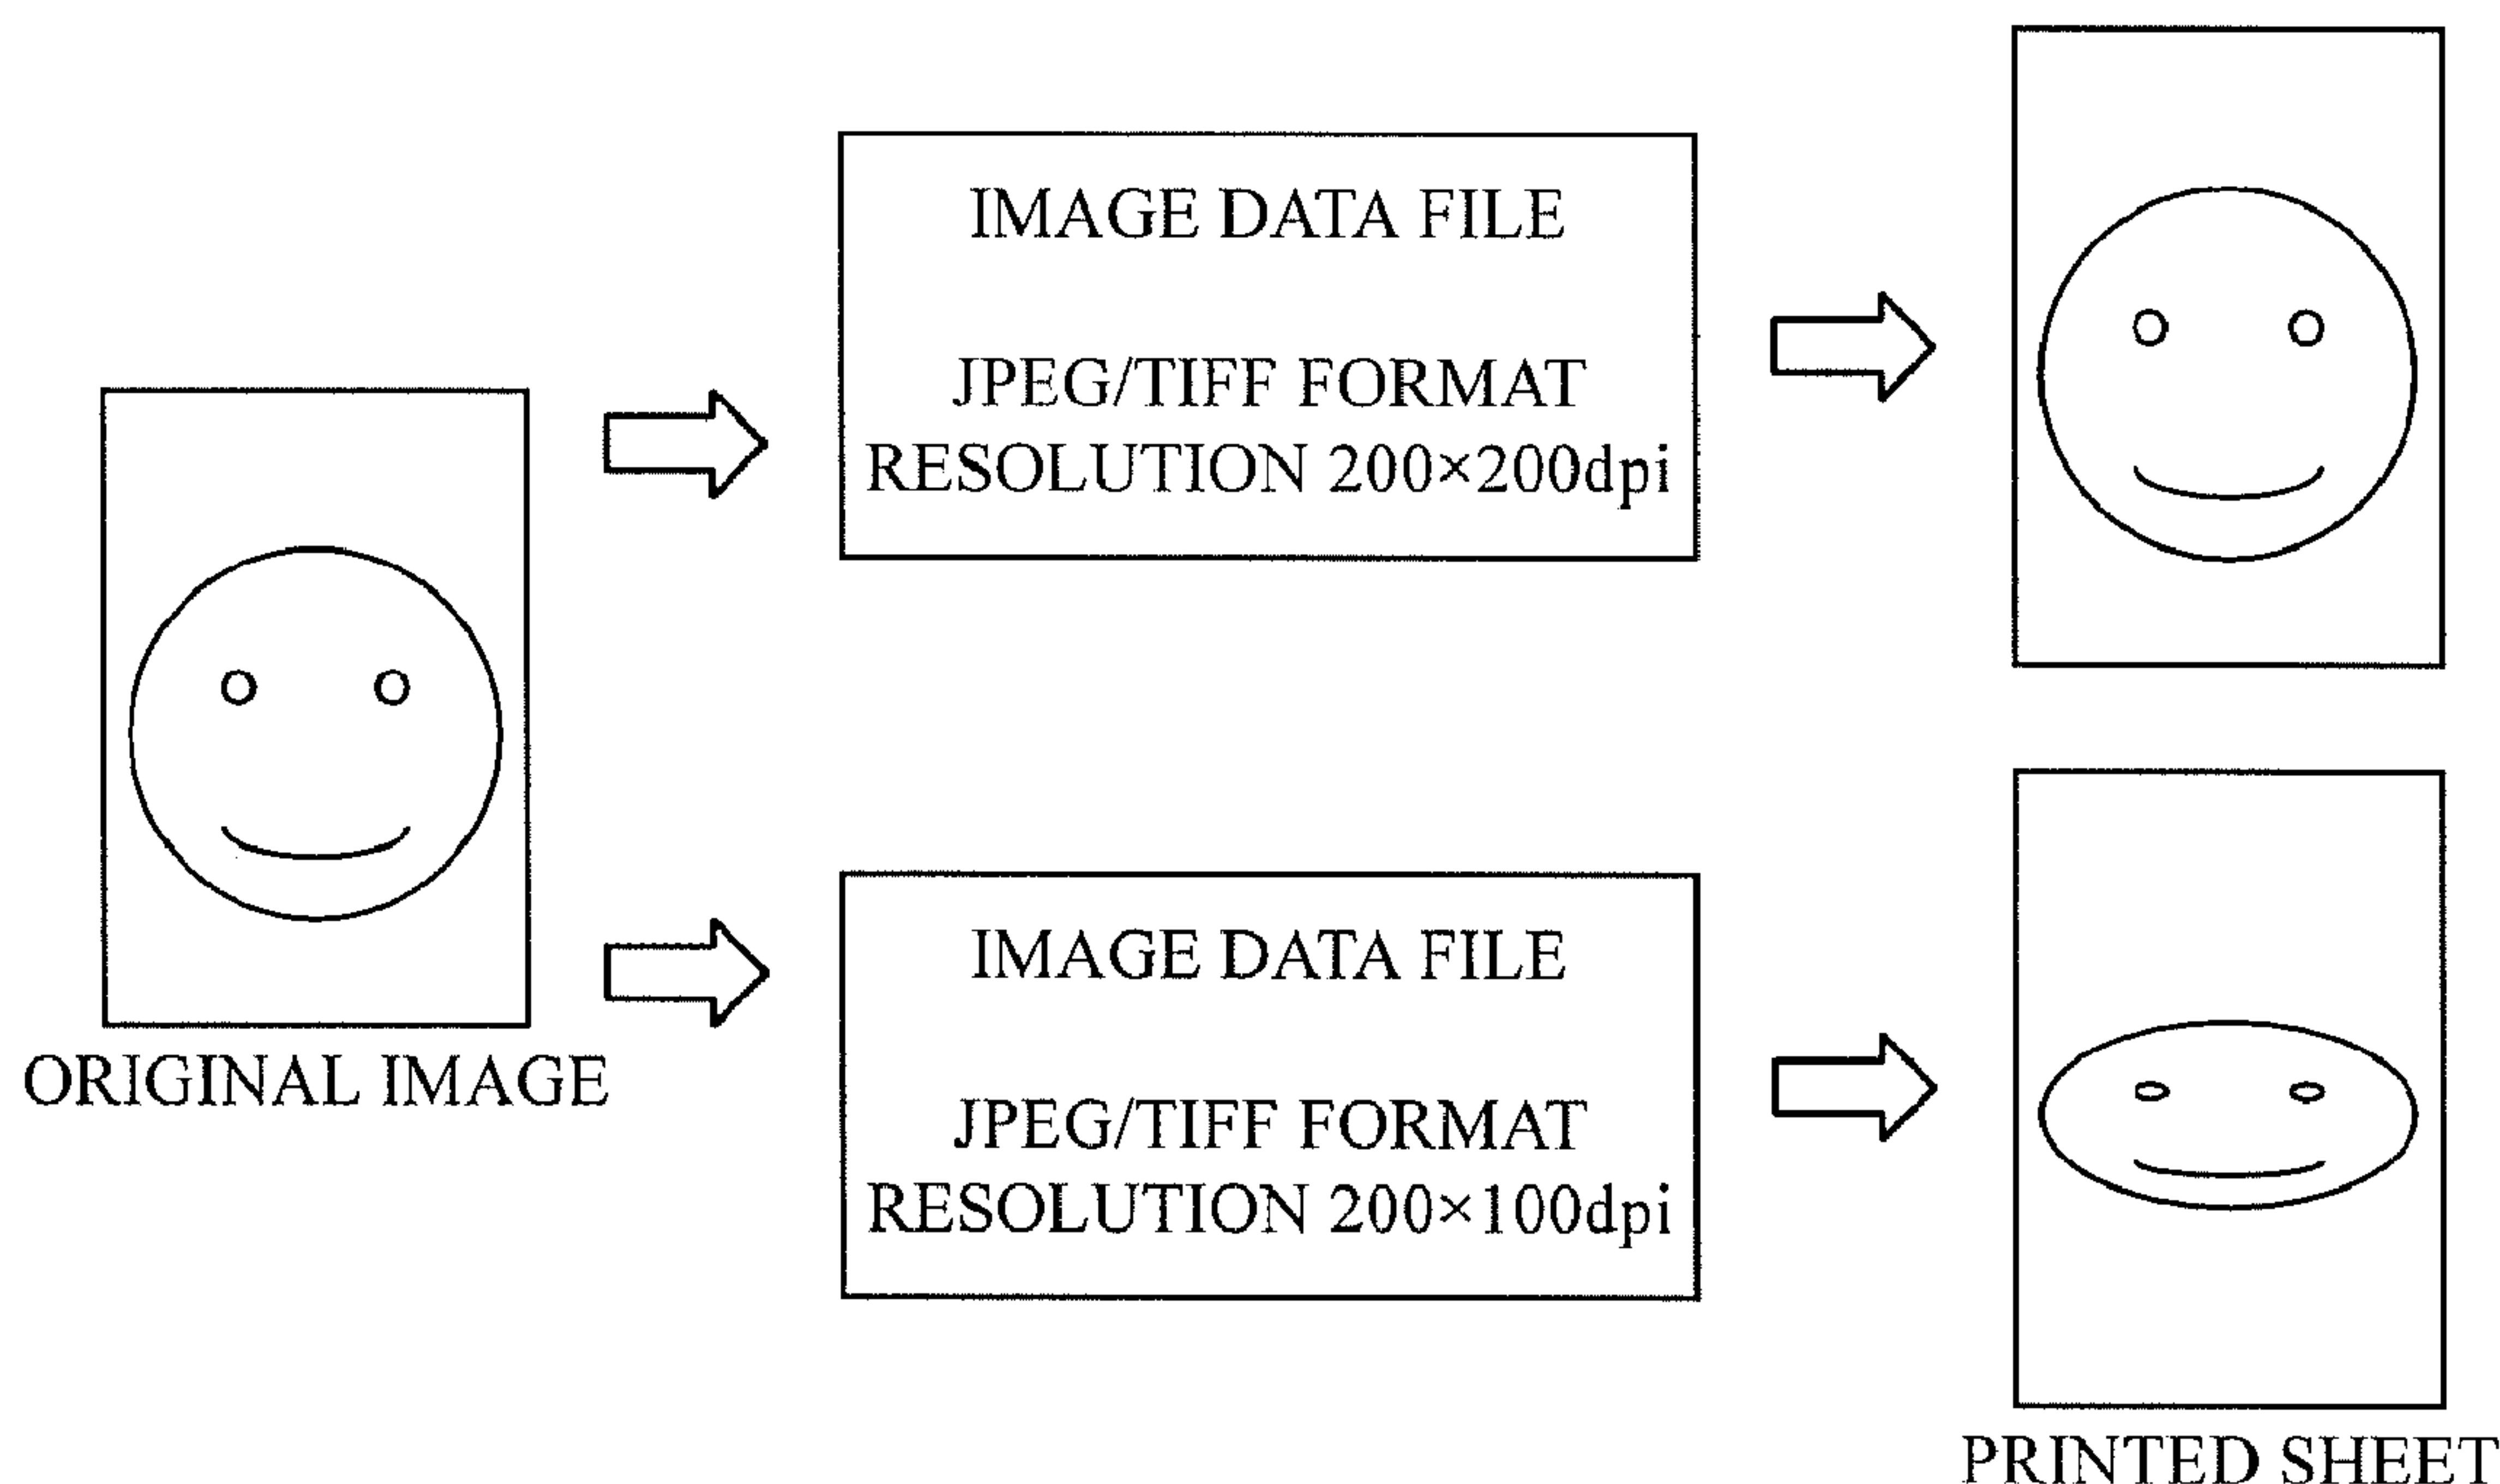 IMAGE DATA FILE
JPEG/TIFF FORMAT
RESOLUTION 200×200dpi
ORIGINAL IMAGE
IMAGE DATA FILE
JPEG/TIFF FORMAT
RESOLUTION 200×100dpi
PRINTED SHEET